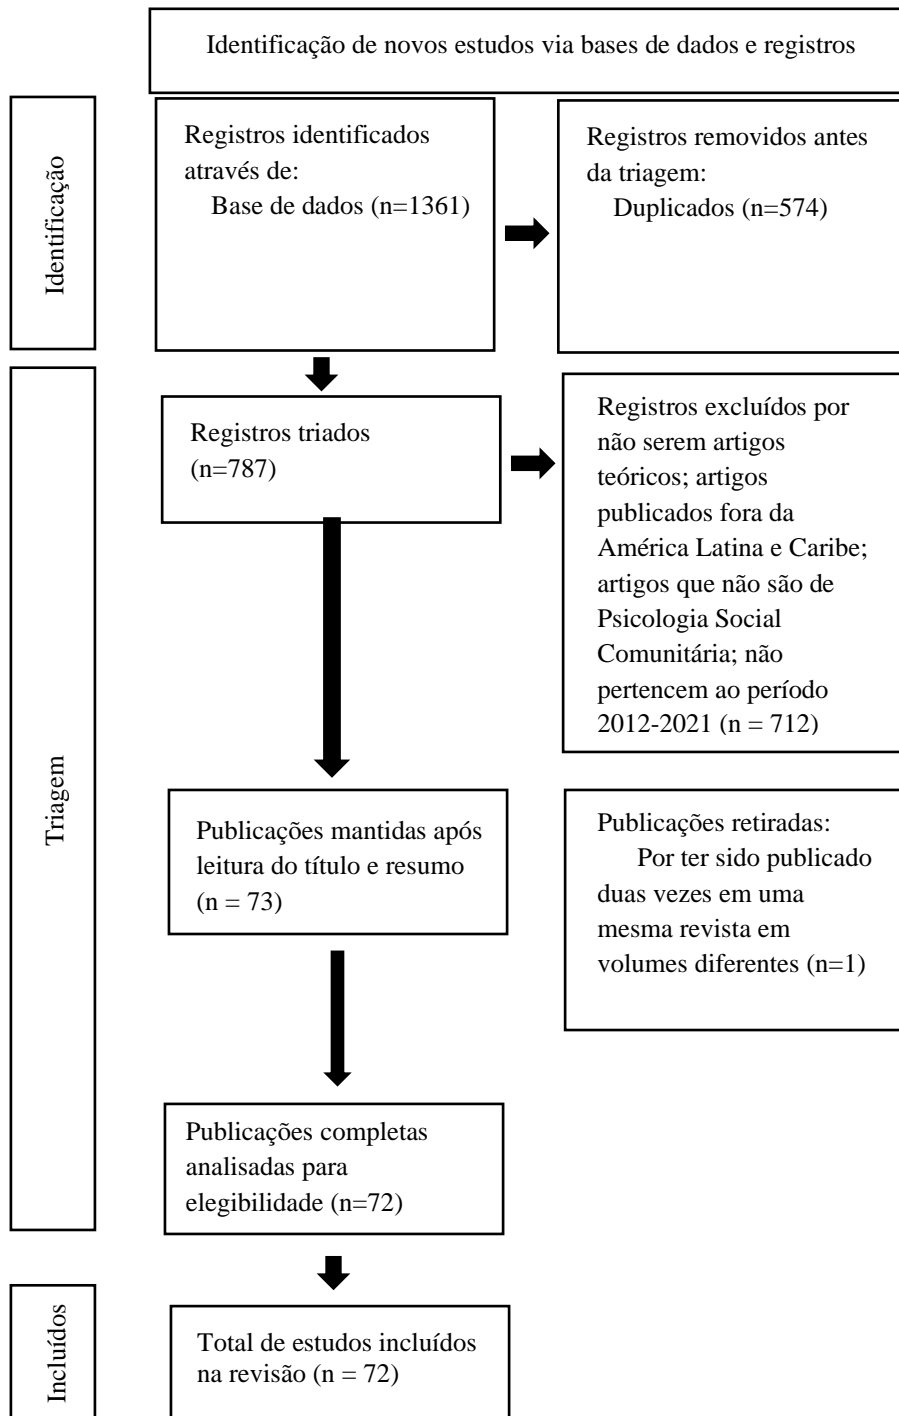 Identificação de novos estudos via bases de dados e registros
Identificação
Registros identificados
através de:
Base de dados (n=1361)
Registros removidos antes
da triagem:
Duplicados (n=574)
Triagem
Registros triados
(n=787)
Registros excluídos por
não serem artigos
teóricos; artigos
publicados fora da
América Latina e Caribe;
artigos que não são de
Psicologia Social
Comunitária; não
pertencem ao período
2012-2021 (n = 712)
Publicações mantidas após
leitura do título e resumo
(n = 73)
Publicações retiradas:
Por ter sido publicado
duas vezes em uma
mesma revista em
volumes diferentes (n=1)
Publicações completas
analisadas para
elegibilidade (n=72)
Incluídos
Total de estudos incluídos
na revisão (n = 72)